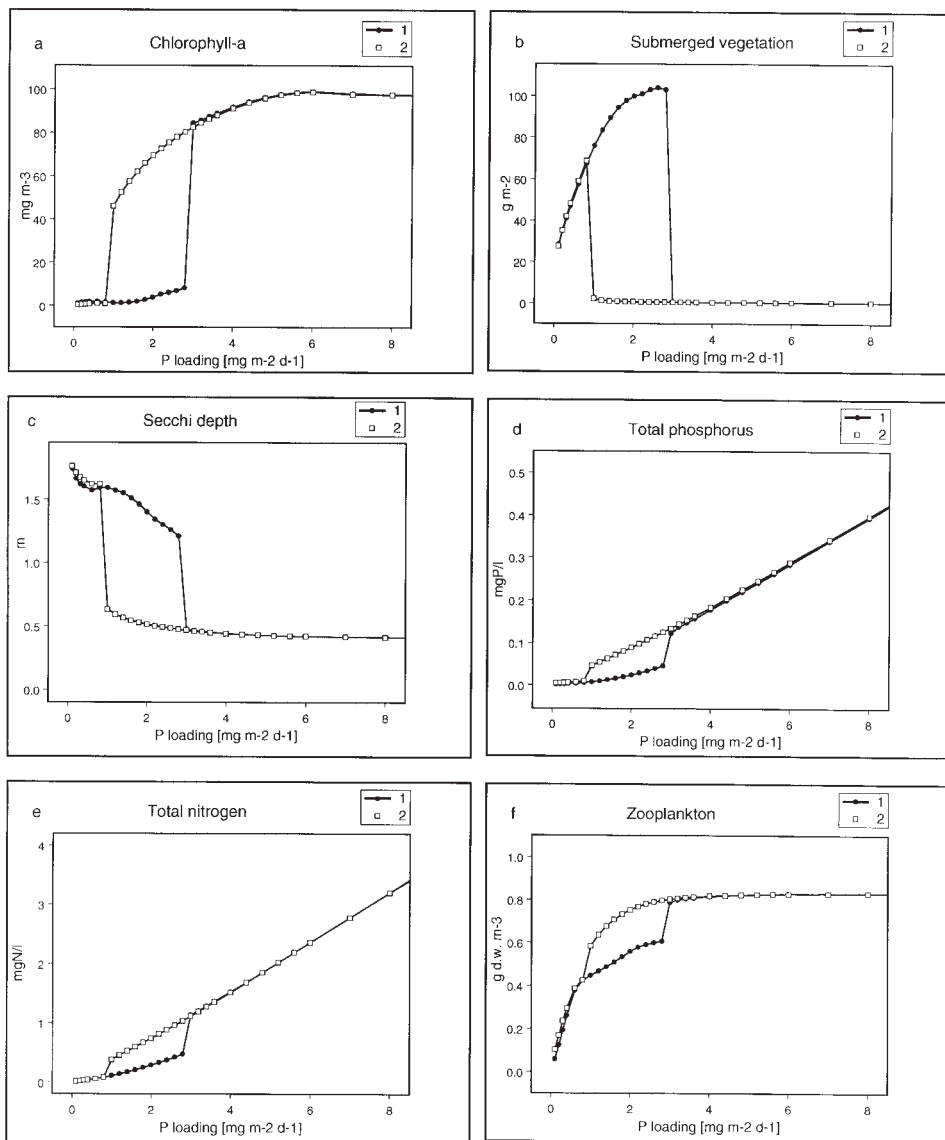 a Chlorophyll-a
1
2
100
80
60
40
20
0
mg m-3
0 2 4 6 8
P loading [mg m-2 d-1]
b Submerged vegetation
1
2
100
80
60
40
20
0
g m-2
0 2 4 6 8
P loading [mg m-2 d-1]
c Secchi depth
1
2
1.5
1.0
0.5
0.0
m
0 2 4 6 8
P loading [mg m-2 d-1]
d Total phosphorus
1
2
0.5
0.4
0.3
0.2
0.1
0.0
mgP/l
0 2 4 6 8
P loading [mg m-2 d-1]
e Total nitrogen
1
2
4
3
2
1
0
mgN/l
0 2 4 6 8
P loading [mg m-2 d-1]
f Zooplankton
1
2
1.0
0.8
0.6
0.4
0.2
0.0
g d.w. m-3
0 2 4 6 8
P loading [mg m-2 d-1]